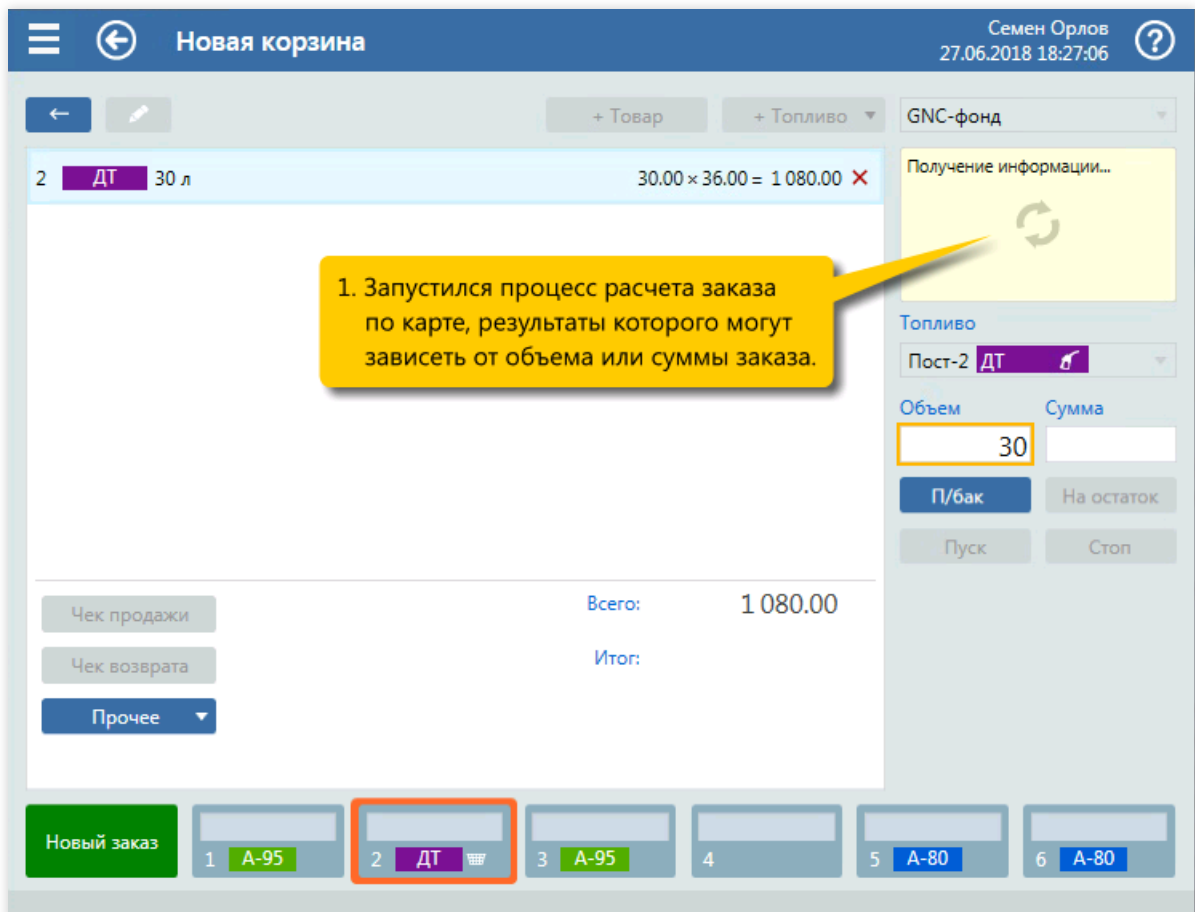 Новая корзина
Семен Орлов
27.06.2018 18:27:06
+ Товар
+ Топливо
GNC-фонд
2 ДТ 30 л 30.00 × 36.00 = 1 080.00
Получение информации...
1. Запустился процесс расчета заказа
по карте, результаты которого могут
зависеть от объема или суммы заказа.
Топливо
Пост-2 ДТ
Объем Сумма
30
П/бак На остаток
Пуск Стоп
Чек продажи
Всего: 1 080.00
Чек возврата
Итог:
Прочее
Новый заказ
1 А-95
2 ДТ
3 А-95
4
5 А-80
6 А-80